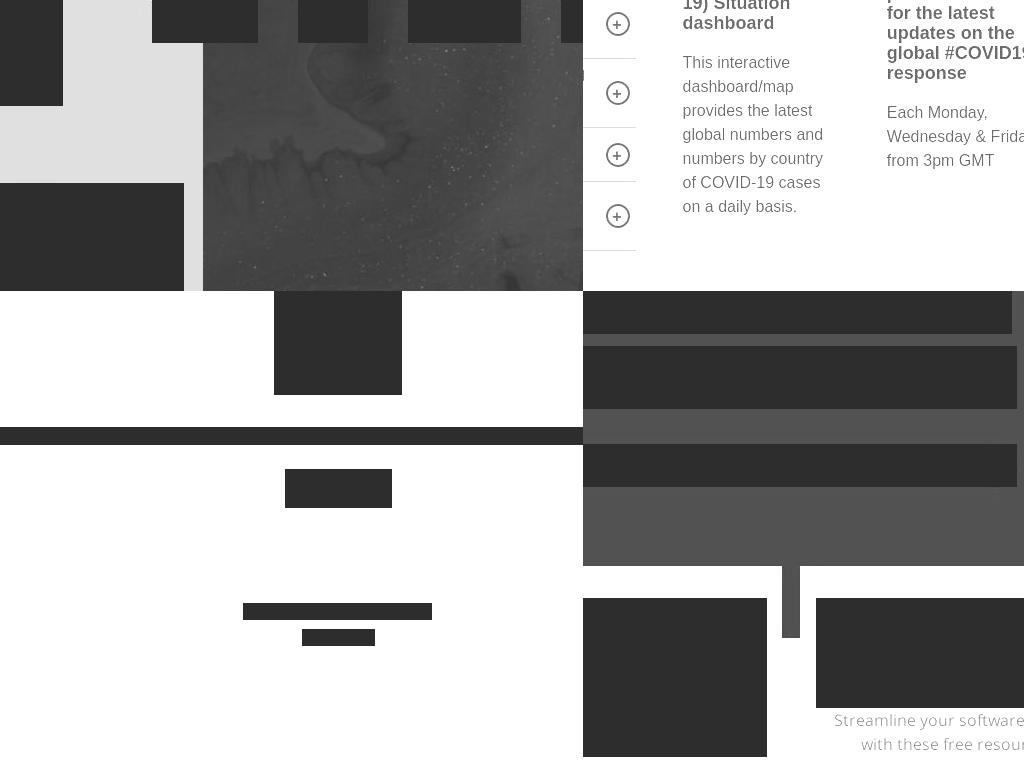 19) Situation
dashboard
This interactive
dashboard/map
provides the latest
global numbers and
numbers by country
of COVID-19 cases
on a daily basis.
for the latest
updates on the
global #COVID19
response
Each Monday,
Wednesday & Frida
from 3pm GMT
Streamline your software
with these free resour